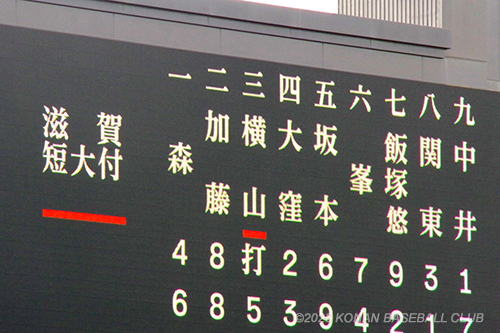 滋賀
短大付
一 森 4 6
二 加藤 8 8
三 横山 打 5
四 大窪 2 3
五 坂本 6 9
六 峯 7 4
七 飯塚悠 9 2
八 関東 3 1
九 中井 1 7
©2025 KONAN BASEBALL CLUB